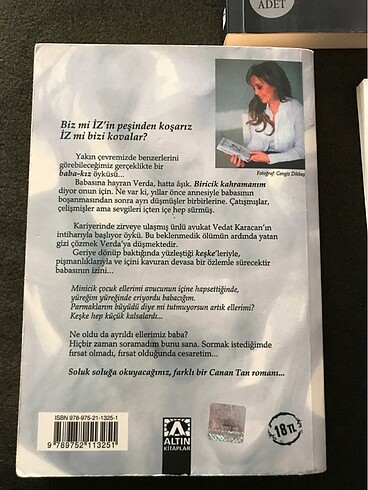 ADET
Biz mi İZ'in peşinden koşarız
İZ mi bizi kovalar?
Fotoğraf: Cengiz Dikbaş
Yakın çevremizde benzerlerini
görebileceğimiz gerçeklikte bir
baba-kız öyküsü...
Babasına hayran Verda, hatta âşık. Biricik kahramanım
diyor onun için. Ne var ki, yıllar önce annesiyle babasının
boşanmasından sonra ayrı düşmüşler birbirlerine. Çatışmışlar,
çelişmişler ama sevgileri içten içe hep sürmüş.
Kariyerinde zirveye ulaşmış ünlü avukat Vedat Karacan'ın
intiharıyla başlıyor öykü. Bu beklenmedik ölümün ardında yatan
gizi çözmek Verda'ya düşmektedir.
Geriye dönüp baktığında yüzleştiği keşke'leriyle,
pişmanlıklarıyla ve içini kavuran devasa bir özlemle sürecektir
babasının izini...
Minicik çocuk ellerimi avucunun içine hapsettiğinde,
yüreğim yüreğinde eriyordu babacığım.
Parmaklarım büyüdü diye mi tutmuyorsun artık ellerimi?
Keşke hep küçük kalsalardı...
Ne oldu da ayrıldı ellerimiz baba?
Hiçbir zaman soramadım bunu sana. Sormak istediğimde
fırsat olmadı, fırsat olduğunda cesaretim...
Soluk soluğa okuyacağınız, farklı bir Canan Tan romanı...
ISBN 978-975-21-1325-1
9 789752 113251
ALTIN
KİTAPLAR
18 TL